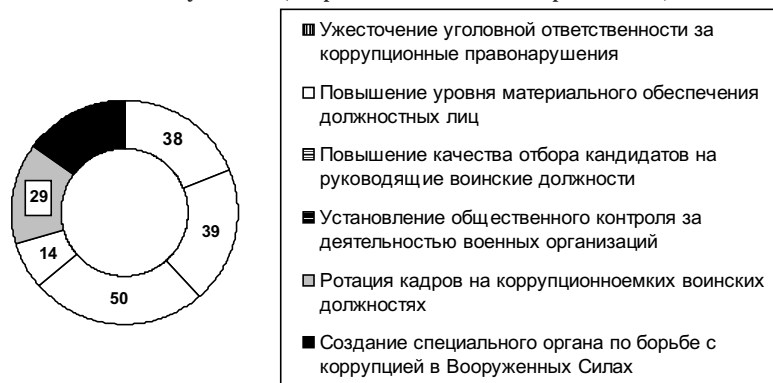 Ужесточение уголовной ответственности за
коррупционные правонарушения
Повышение уровня материального обеспечения
должностных лиц
Повышение качества отбора кандидатов на
руководящие воинские должности
Установление общественного контроля за
деятельностью военных организаций
Ротация кадров на коррупционноемких воинских
должностях
Создание специального органа по борьбе с
коррупцией в Вооруженных Силах
38
39
50
14
29